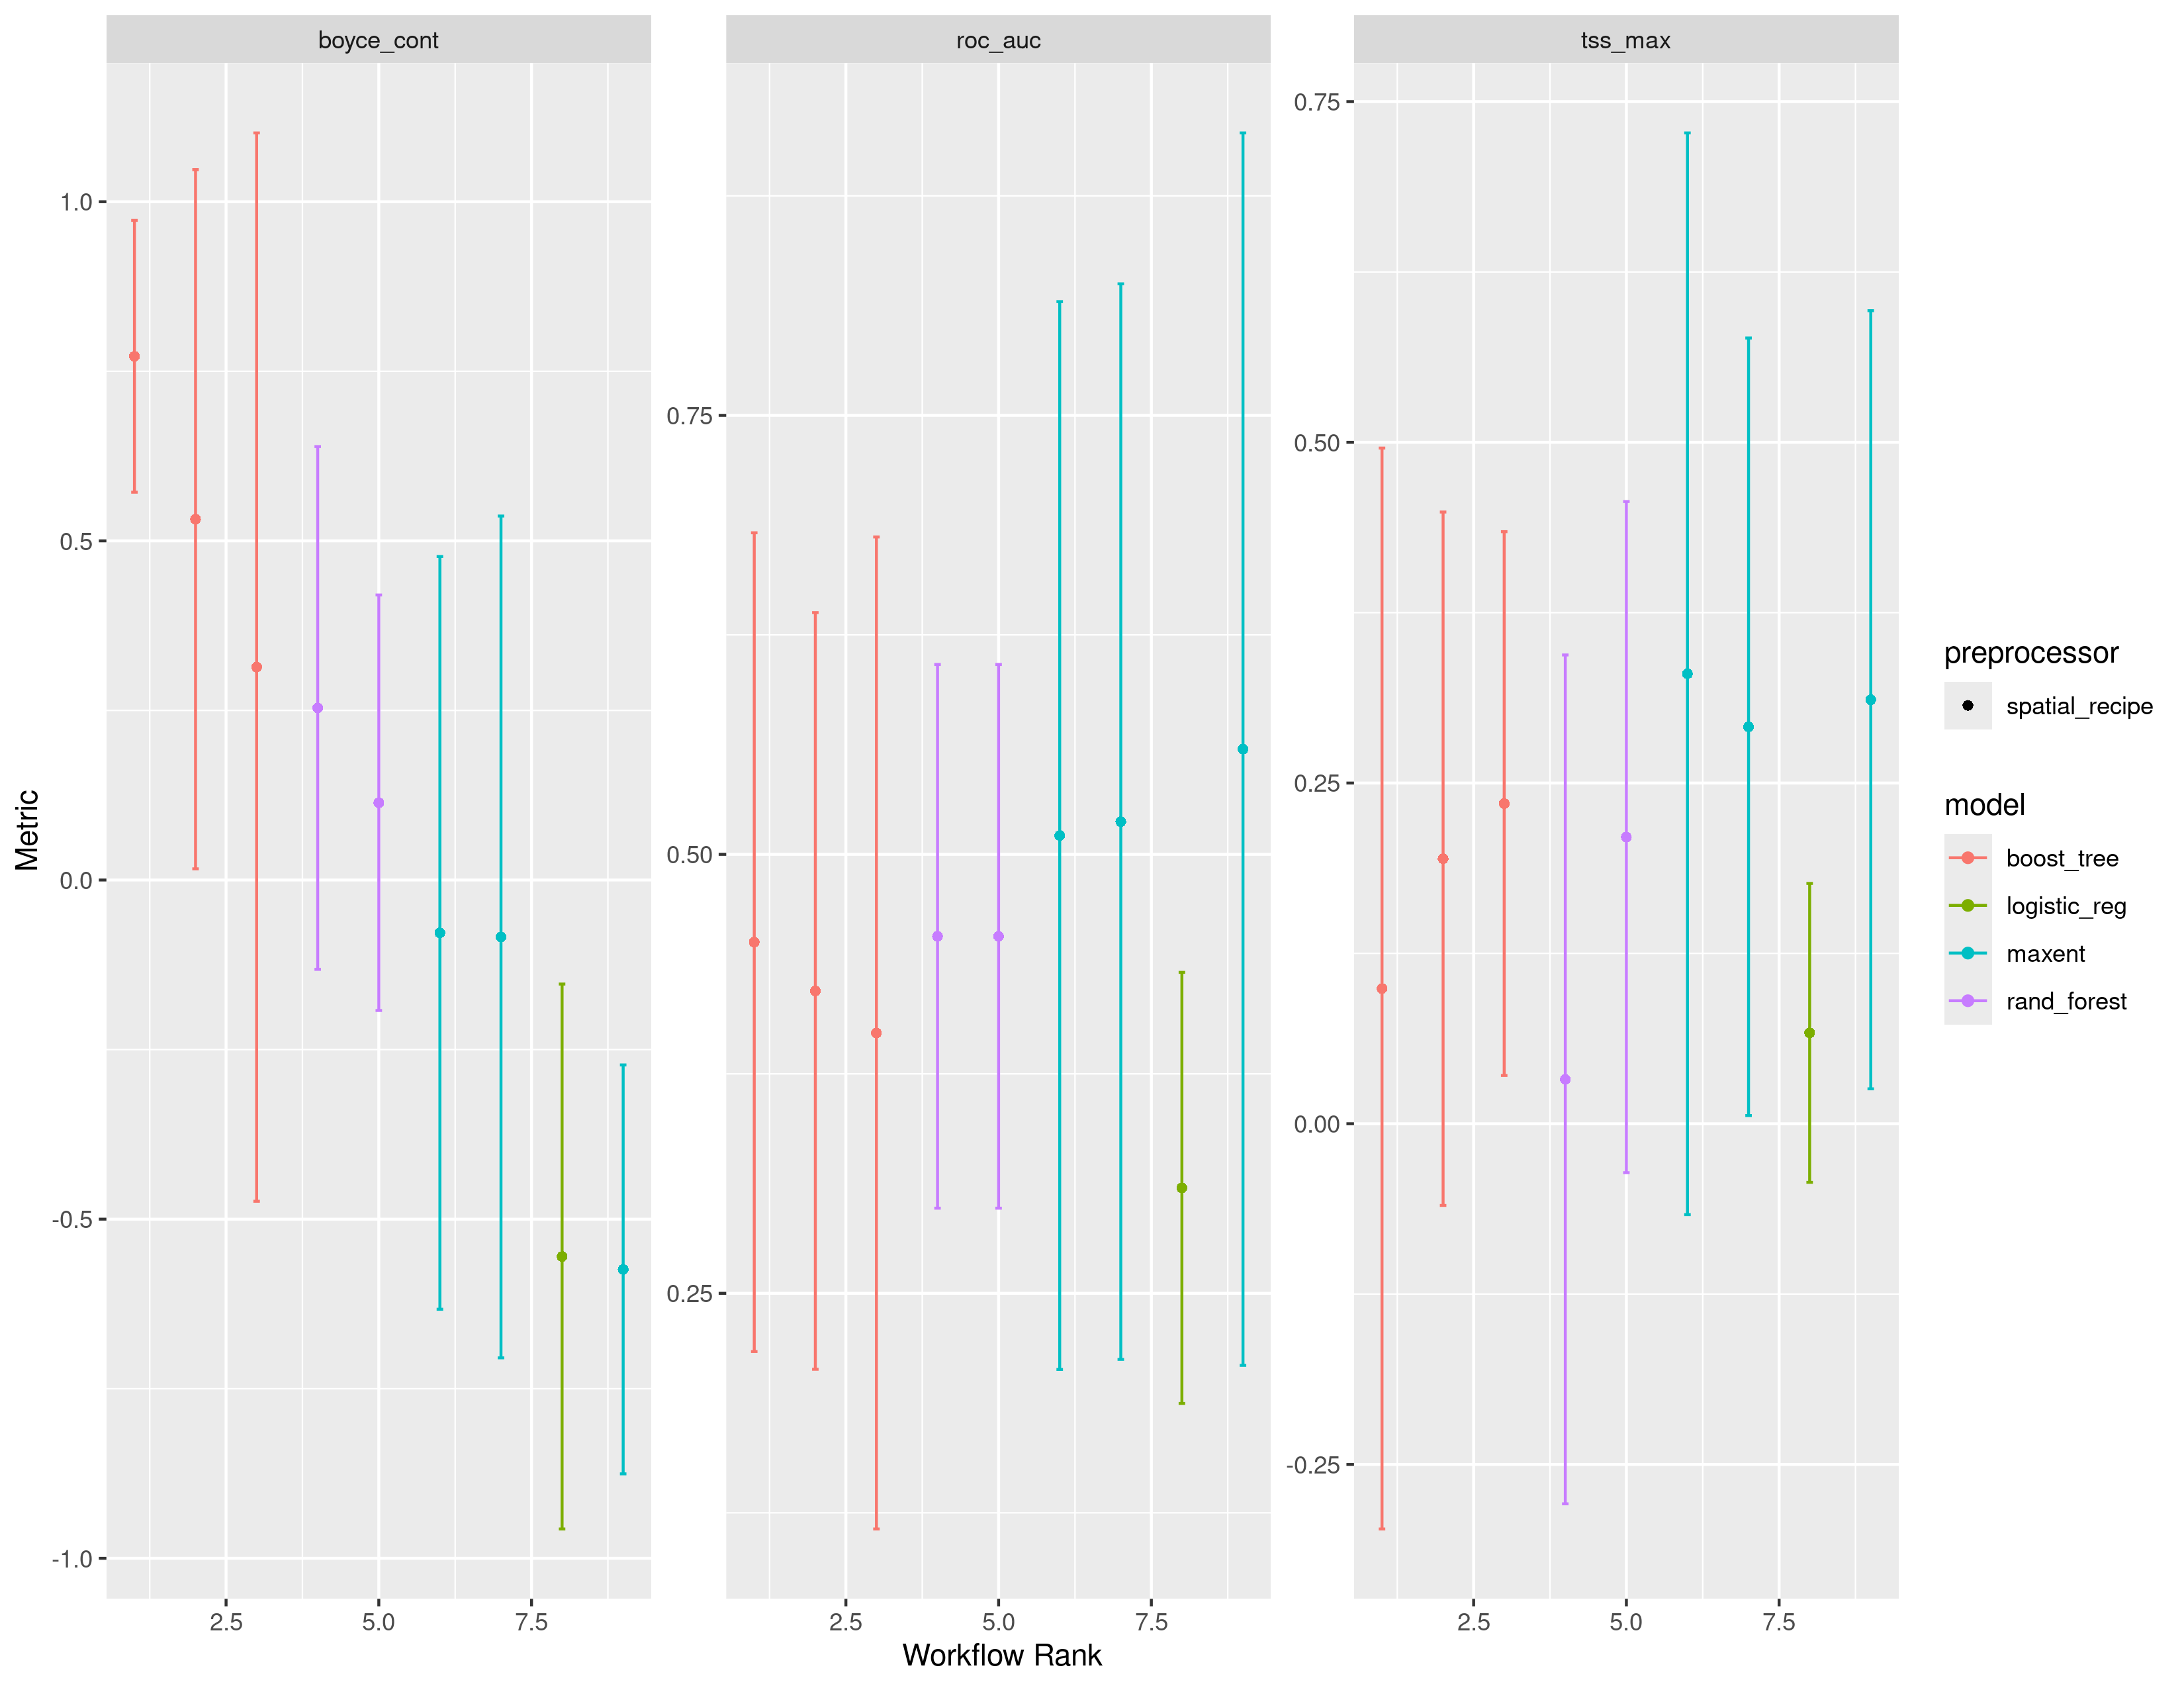 boyce_cont
roc_auc
tss_max
1.0
0.5
0.0
-0.5
-1.0
0.75
0.50
0.25
0.75
0.50
0.25
0.00
-0.25
2.5 5.0 7.5
2.5 5.0 7.5
2.5 5.0 7.5
Metric
Workflow Rank
preprocessor
spatial_recipe
model
boost_tree
logistic_reg
maxent
rand_forest